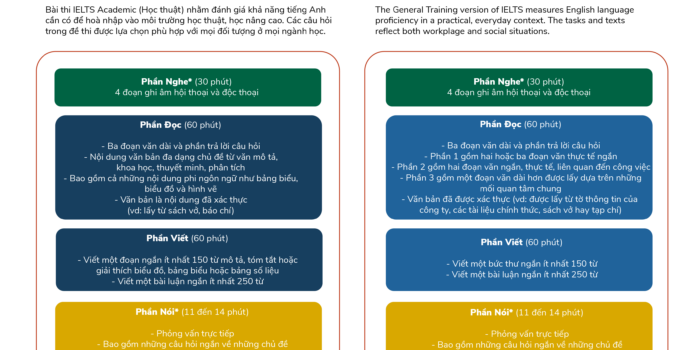 Bài thi IELTS Academic (Học thuật) nhằm đánh giá khả năng tiếng Anh
cần có để hoà nhập vào môi trường học thuật, học nâng cao. Các câu hỏi
trong đề thi được lựa chọn phù hợp với mọi đối tượng ở mọi ngành học.
Phần Nghe* (30 phút)
4 đoạn ghi âm hội thoại và độc thoại
Phần Đọc (60 phút)
- Ba đoạn văn dài và phần trả lời câu hỏi
- Nội dung văn bản đa dạng chủ đề từ văn mô tả,
khoa học, thuyết minh, phân tích
- Bao gồm cả những nội dung phi ngôn ngữ như bảng biểu,
biểu đồ và hình vẽ
- Văn bản là nội dung đã xác thực
(vd: lấy từ sách vở, báo chí)
Phần Viết (60 phút)
- Viết một đoạn ngắn ít nhất 150 từ mô tả, tóm tắt hoặc
giải thích biểu đồ, bảng biểu hoặc bảng số liệu
- Viết một bài luận ngắn ít nhất 250 từ
Phần Nói* (11 đến 14 phút)
- Phỏng vấn trực tiếp
- Bao gồm những câu hỏi ngắn về những chủ đề
The General Training version of IELTS measures English language
proficiency in a practical, everyday context. The tasks and texts
reflect both workplage and social situations.
Phần Nghe* (30 phút)
4 đoạn ghi âm hội thoại và độc thoại
Phần Đọc (60 phút)
- Ba đoạn văn dài và phần trả lời câu hỏi
- Phần 1 gồm hai hoặc ba đoạn văn thực tế ngắn
- Phần 2 gồm hai đoạn văn ngắn, thực tế, liên quan đến công việc
- Phần 3 gồm một đoạn văn dài hơn được lấy dựa trên những
mối quan tâm chung
- Văn bản đã được xác thực (vd: được lấy từ tờ thông tin của
công ty, các tài liệu chính thức, sách vở hay tạp chí)
Phần Viết (60 phút)
- Viết một bức thư ngắn ít nhất 150 từ
- Viết một bài luận ngắn ít nhất 250 từ
Phần Nói* (11 đến 14 phút)
- Phỏng vấn trực tiếp
- Bao gồm những câu hỏi ngắn về những chủ đề